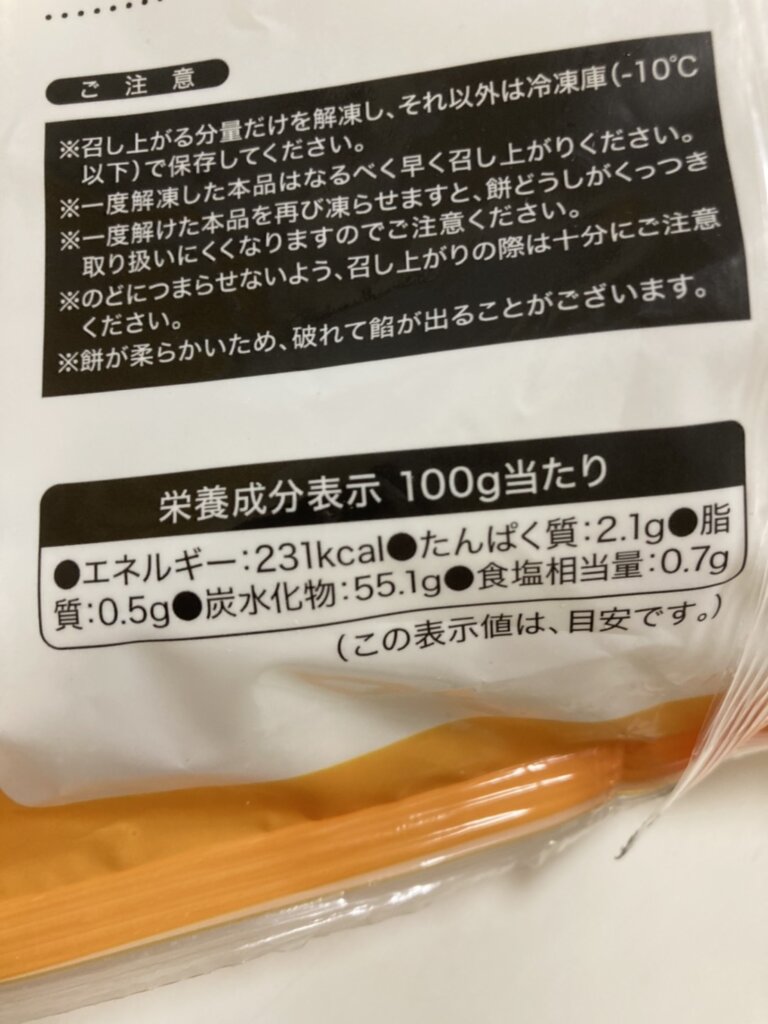 ご注意
※召し上がる分量だけを解凍し、それ以外は冷凍庫(-10℃
以下)で保存してください。
※一度解凍した本品はなるべく早く召し上がりください。
※一度解けた本品を再び凍らせますと、餅どうしがくっつき
取り扱いにくくなりますのでご注意ください。
※のどにつまらせないよう、召し上がりの際は十分にご注意
ください。
※餅が柔らかいため、破れて餡が出ることがございます。
栄養成分表示 100g当たり
●エネルギー:231kcal●たんぱく質:2.1g●脂
質:0.5g●炭水化物:55.1g●食塩相当量:0.7g
(この表示値は、目安です。)